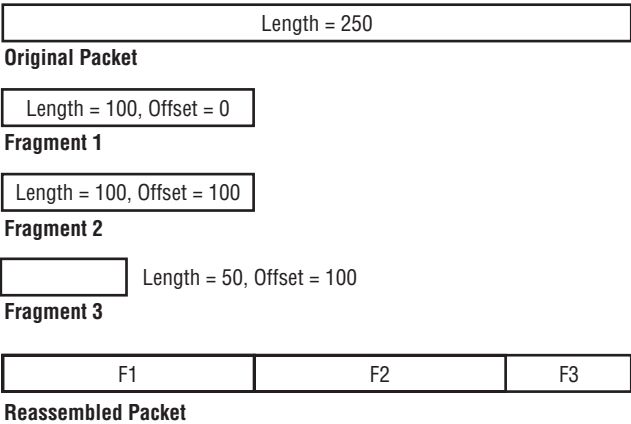 Length = 250
Original Packet
Length = 100, Offset = 0
Fragment 1
Length = 100, Offset = 100
Fragment 2
Length = 50, Offset = 100
Fragment 3
F1 F2 F3
Reassembled Packet